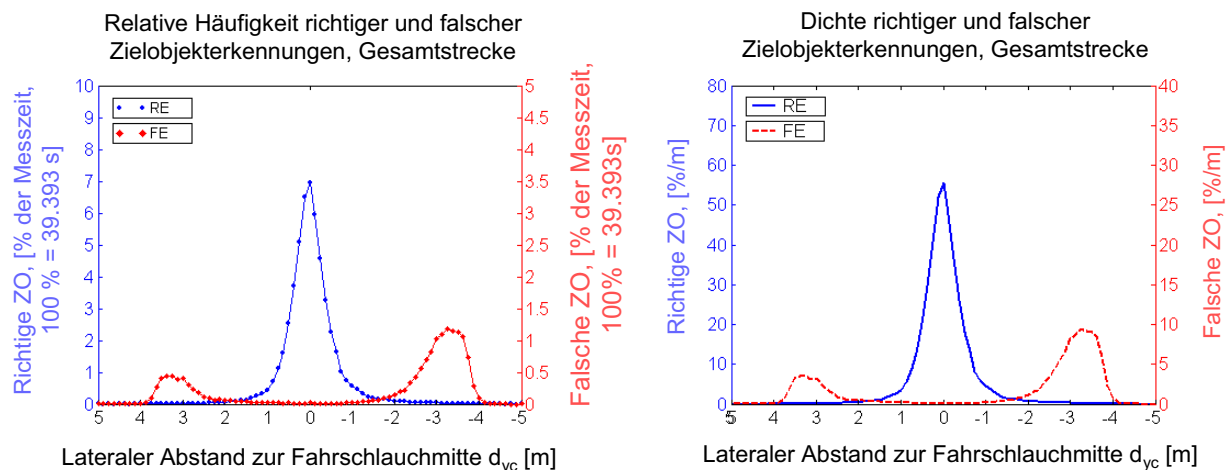 Relative Häufigkeit richtiger und falscher
Zielobjekterkennungen, Gesamtstrecke
Richtige ZO, [% der Messzeit,
100 % = 39.393 s]
10
9
8
7
6
5
4
3
2
1
0
RE
FE
5
4.5
4
3.5
3
2.5
2
1.5
1
0.5
0
Falsche ZO, [% der Messzeit,
100% = 39.393s]
5 4 3 2 1 0 -1 -2 -3 -4 -5
Lateraler Abstand zur Fahrschlauchmitte dyc [m]
Dichte richtiger und falscher
Zielobjekterkennungen, Gesamtstrecke
Richtige ZO, [%/m]
80
70
60
50
40
30
20
10
0
RE
FE
40
35
30
25
20
15
10
5
0
Falsche ZO, [%/m]
5 4 3 2 1 0 -1 -2 -3 -4 -5
Lateraler Abstand zur Fahrschlauchmitte dyc [m]